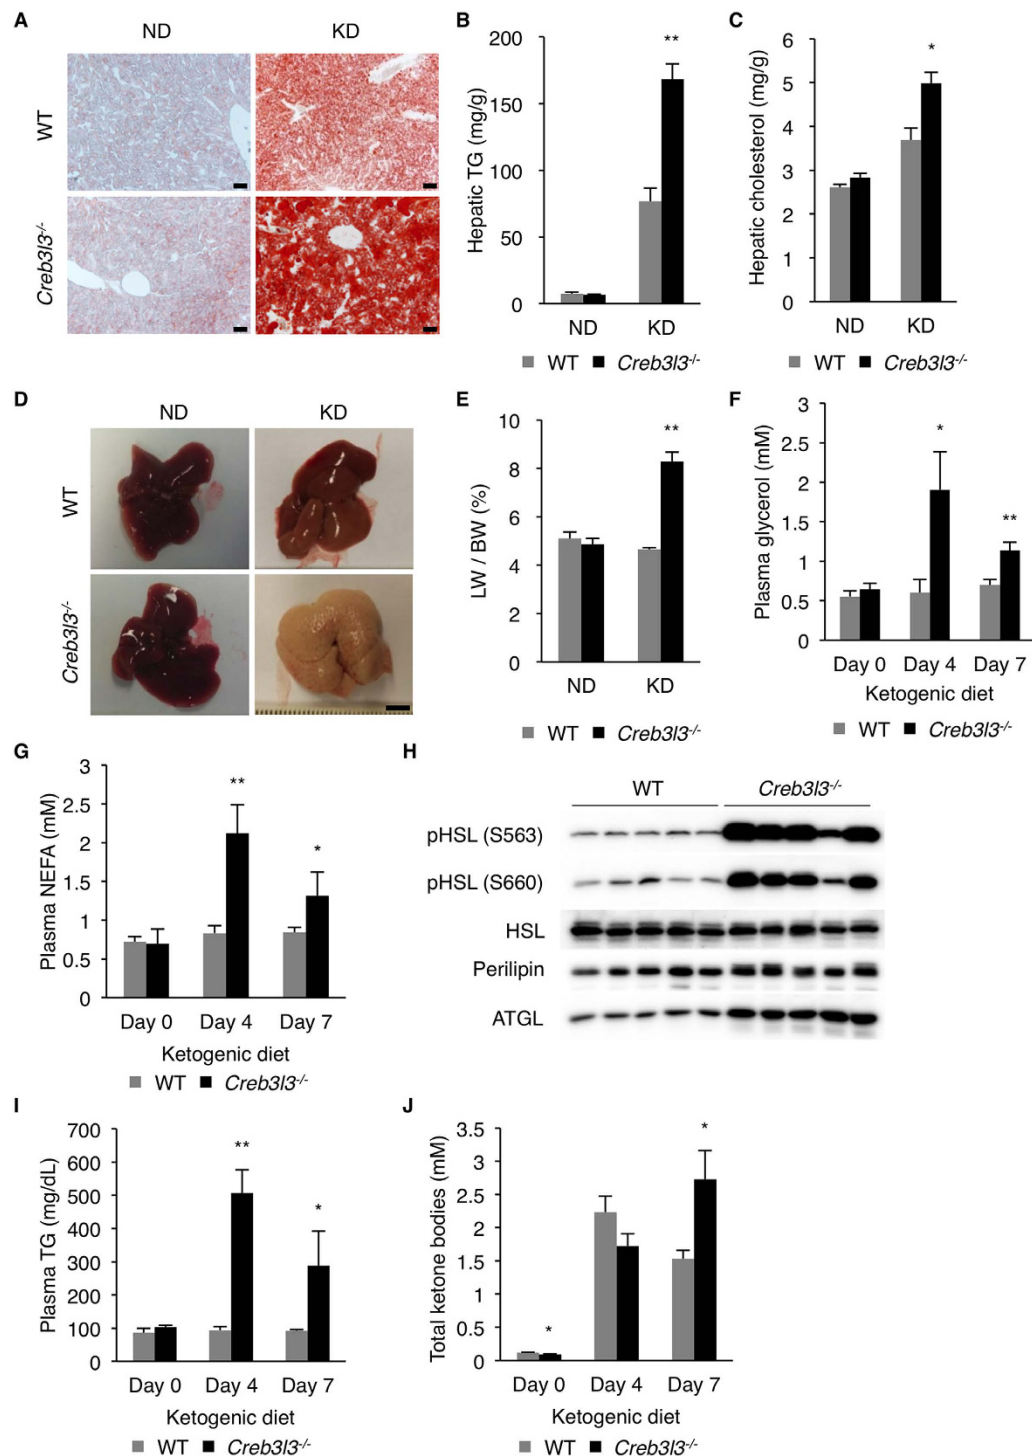 A
ND
KD
WT
Creb3l3-/-
B
Hepatic TG (mg/g)
200
150
100
50
0
**
ND
KD
WT Creb3l3-/-
C
Hepatic cholesterol (mg/g)
6
5
4
3
2
1
0
*
ND
KD
WT Creb3l3-/-
D
ND
KD
WT
Creb3l3-/-
E
LW / BW (%)
10
8
6
4
2
0
**
ND
KD
WT Creb3l3-/-
F
Plasma glycerol (mM)
3
2.5
2
1.5
1
0.5
0
*
**
Day 0 Day 4 Day 7
Ketogenic diet
WT Creb3l3-/-
G
Plasma NEFA (mM)
3
2.5
2
1.5
1
0.5
0
**
*
Day 0 Day 4 Day 7
Ketogenic diet
WT Creb3l3-/-
H
WT Creb3l3-/-
pHSL (S563)
pHSL (S660)
HSL
Perilipin
ATGL
I
Plasma TG (mg/dL)
700
600
500
400
300
200
100
0
**
*
Day 0 Day 4 Day 7
Ketogenic diet
WT Creb3l3-/-
J
Total ketone bodies (mM)
3.5
3
2.5
2
1.5
1
0.5
0
*
*
Day 0 Day 4 Day 7
Ketogenic diet
WT Creb3l3-/-